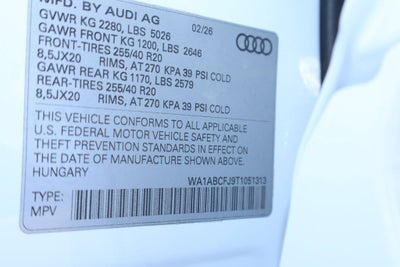 MFD. BY AUDI AG 02/26
GVWR KG 2280, LBS 5026
GAWR FRONT KG 1200, LBS 2646
FRONT-TIRES 255/40 R20
8,5JX20 RIMS, AT 270 KPA 39 PSI COLD
GAWR REAR KG 1170, LBS 2579
REAR-TIRES 255/40 R20
8,5JX20 RIMS, AT 270 KPA 39 PSI COLD
THIS VEHICLE CONFORMS TO ALL APPLICABLE
U. S. FEDERAL MOTOR VEHICLE SAFETY AND
THEFT PREVENTION STANDARDS IN EFFECT ON
THE DATE OF MANUFACTURE SHOWN ABOVE.
HUNGARY
WA1ABCFJ9T1051313
TYPE:
MPV